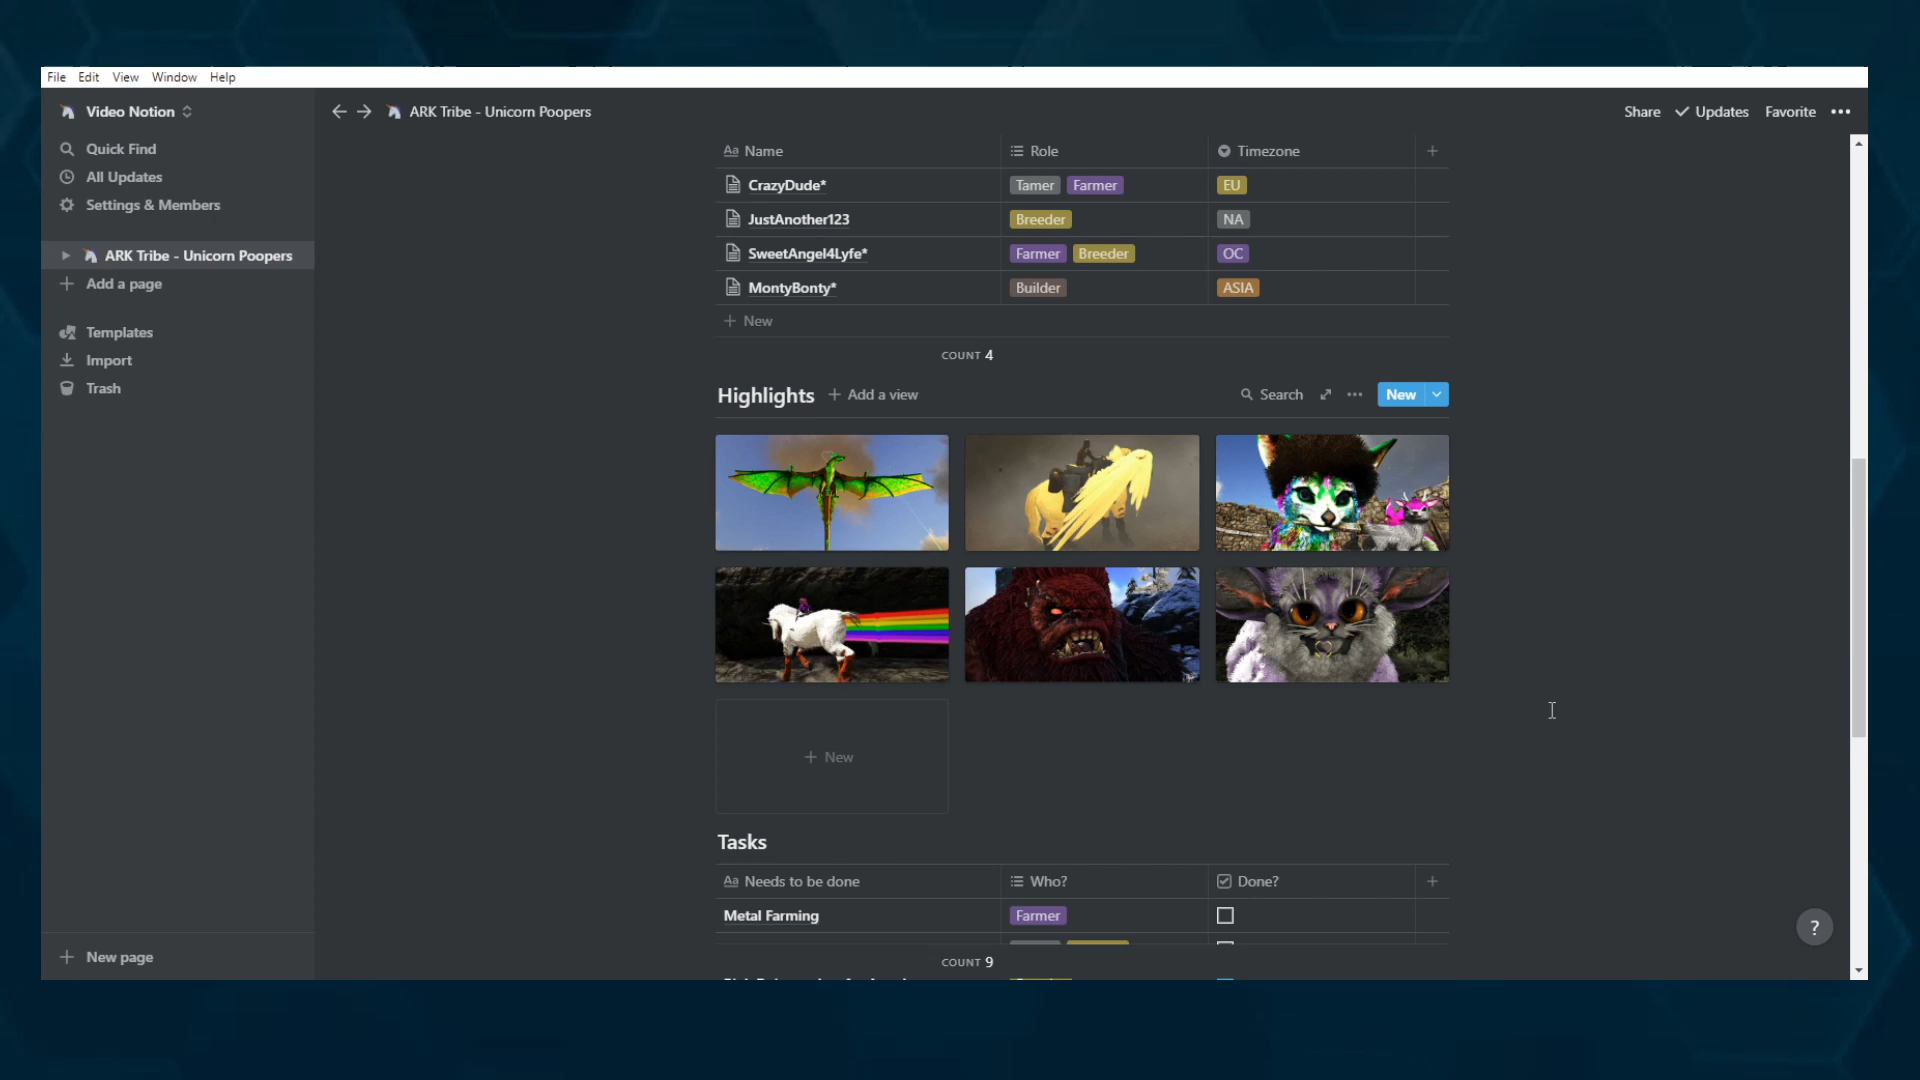 File Edit View Window Help
Video Notion
ARK Tribe - Unicorn Poopers
Share Updates Favorite
Quick Find
All Updates
Settings & Members
ARK Tribe - Unicorn Poopers
Add a page
Templates
Import
Trash
New page
Aa Name Role Timezone
CrazyDude* Tamer Farmer EU
JustAnother123 Breeder NA
SweetAngel4Lyfe* Farmer Breeder OC
MontyBonty* Builder ASIA
New
COUNT 4
Highlights Add a view Search New
New
Tasks
Aa Needs to be done Who? Done?
Metal Farming Farmer
COUNT 9
?